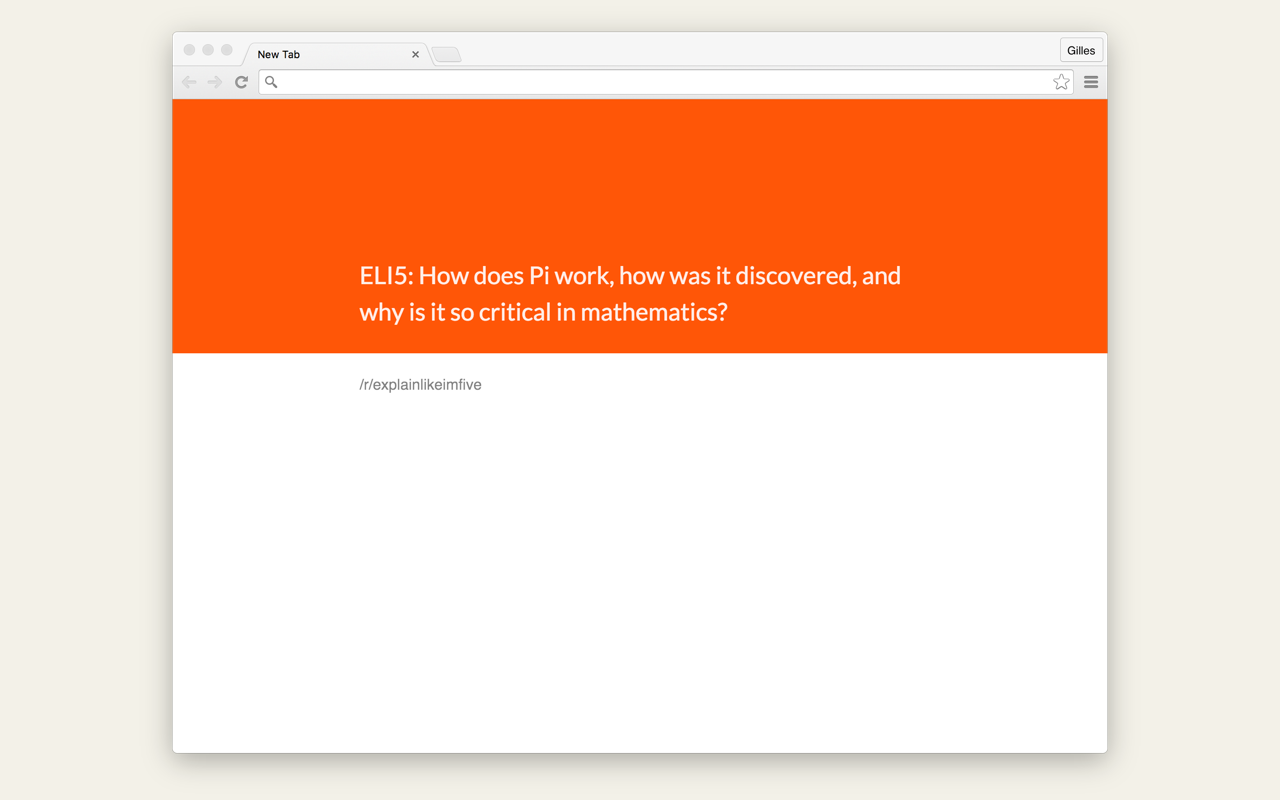 New Tab
Gilles
ELI5: How does Pi work, how was it discovered, and
why is it so critical in mathematics?
/r/explainlikeimfive